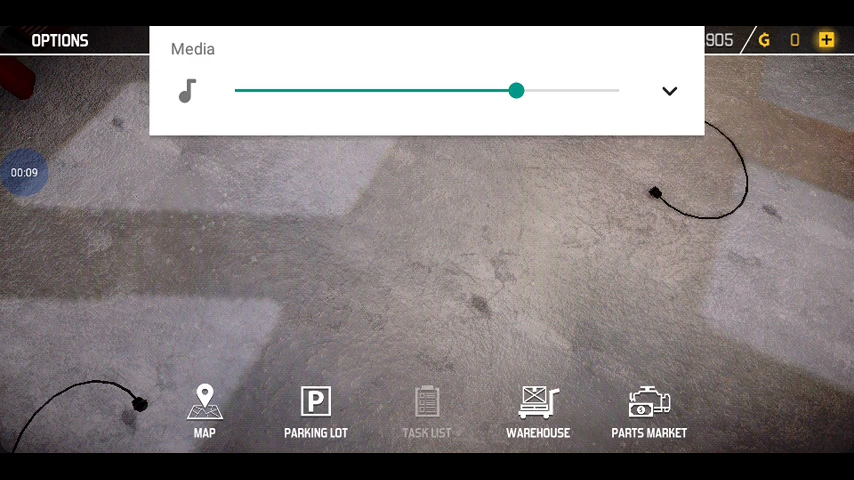 OPTIONS
Media
905 0
00:09
MAP
PARKING LOT
TASK LIST
WAREHOUSE
PARTS MARKET